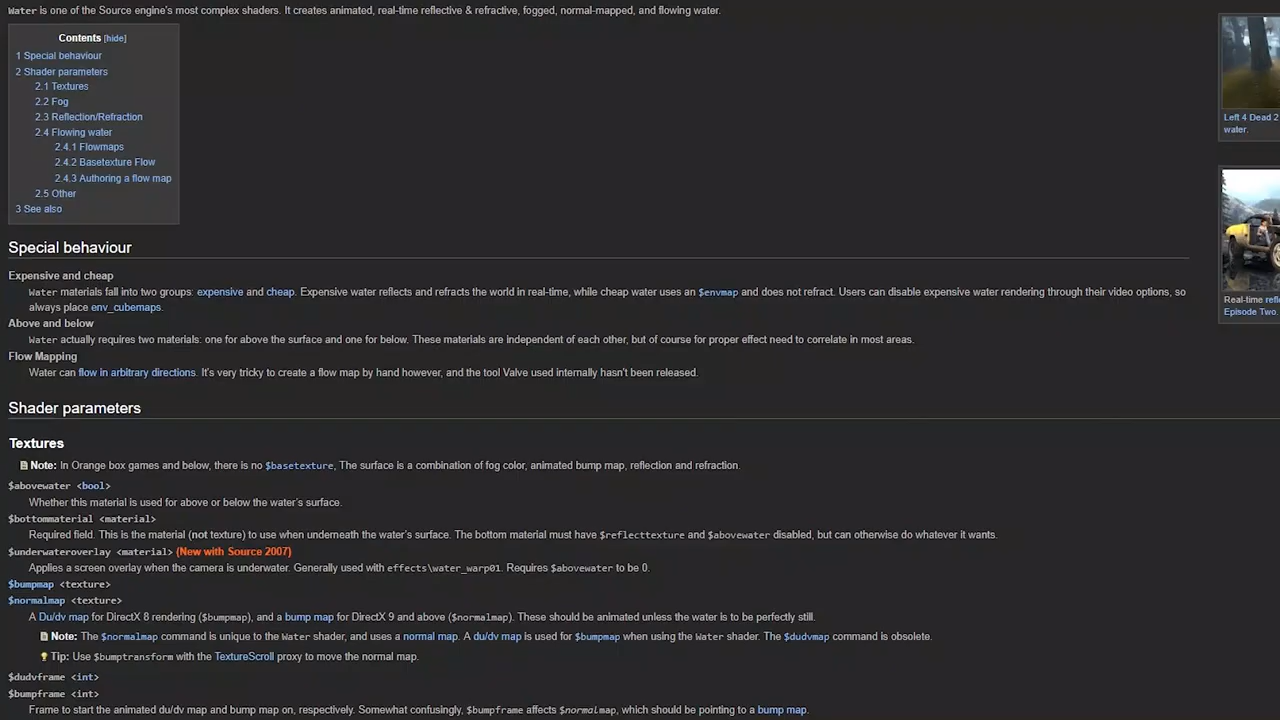 Water is one of the Source engine's most complex shaders. It creates animated, real-time reflective & refractive, fogged, normal-mapped, and flowing water.
Contents [hide]
1 Special behaviour
2 Shader parameters
2.1 Textures
2.2 Fog
2.3 Reflection/Refraction
2.4 Flowing water
2.4.1 Flowmaps
2.4.2 Basetexture Flow
2.4.3 Authoring a flow map
2.5 Other
3 See also
Left 4 Dead 2
water.
Real-time refle
Episode Two.
Special behaviour
Expensive and cheap
Water materials fall into two groups: expensive and cheap. Expensive water reflects and refracts the world in real-time, while cheap water uses an $envmap and does not refract. Users can disable expensive water rendering through their video options, so
always place env_cubemaps.
Above and below
Water actually requires two materials: one for above the surface and one for below. These materials are independent of each other, but of course for proper effect need to correlate in most areas.
Flow Mapping
Water can flow in arbitrary directions. It's very tricky to create a flow map by hand however, and the tool Valve used internally hasn't been released.
Shader parameters
Textures
Note: In Orange box games and below, there is no $basetexture, The surface is a combination of fog color, animated bump map, reflection and refraction.
$abovewater <bool>
Whether this material is used for above or below the water's surface.
$bottommaterial <material>
Required field. This is the material (not texture) to use when underneath the water's surface. The bottom material must have $reflecttexture and $abovewater disabled, but can otherwise do whatever it wants.
$underwateroverlay <material> (New with Source 2007)
Applies a screen overlay when the camera is underwater. Generally used with effects\water_warp01. Requires $abovewater to be 0.
$bumpmap <texture>
$normalmap <texture>
A Du/dv map for DirectX 8 rendering ($bumpmap), and a bump map for DirectX 9 and above ($normalmap). These should be animated unless the water is to be perfectly still.
Note: The $normalmap command is unique to the Water shader, and uses a normal map. A du/dv map is used for $bumpmap when using the Water shader. The $dudvmap command is obsolete.
Tip: Use $bumptransform with the TextureScroll proxy to move the normal map.
$dudvframe <int>
$bumpframe <int>
Frame to start the animated du/dv map and bump map on, respectively. Somewhat confusingly, $bumpframe affects $normalmap, which should be pointing to a bump map.